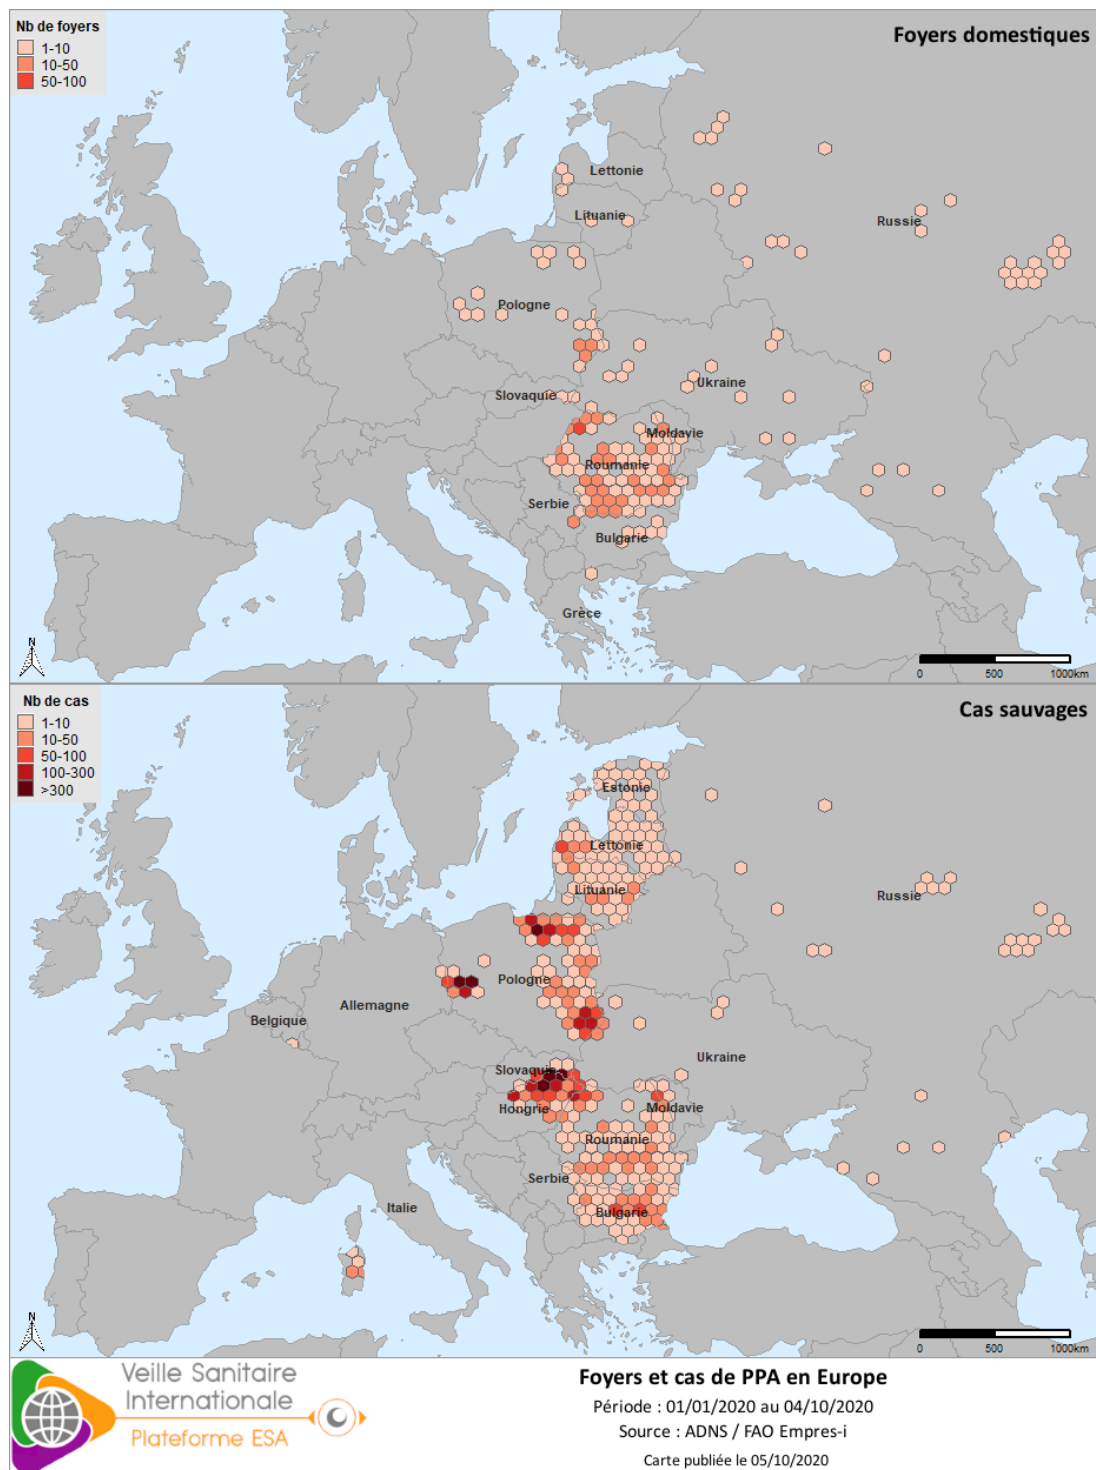 Nb de foyers
1-10
10-50
50-100
Foyers domestiques
Lettonie
Lituanie
Russie
Pologne
Ukraine
Slovaquie
Moldavie
Roumanie
Serbie
Bulgarie
Grèce
N
0 500 1000km
Nb de cas
1-10
10-50
50-100
100-300
>300
Cas sauvages
Estonie
Lettonie
Lituanie
Russie
Pologne
Allemagne
Belgique
Ukraine
Slovaquie
Hongrie
Moldavie
Roumanie
Serbie
Italie
Bulgarie
N
0 500 1000km
Veille Sanitaire
Internationale
Plateforme ESA
Foyers et cas de PPA en Europe
Période : 01/01/2020 au 04/10/2020
Source : ADNS / FAO Empres-i
Carte publiée le 05/10/2020